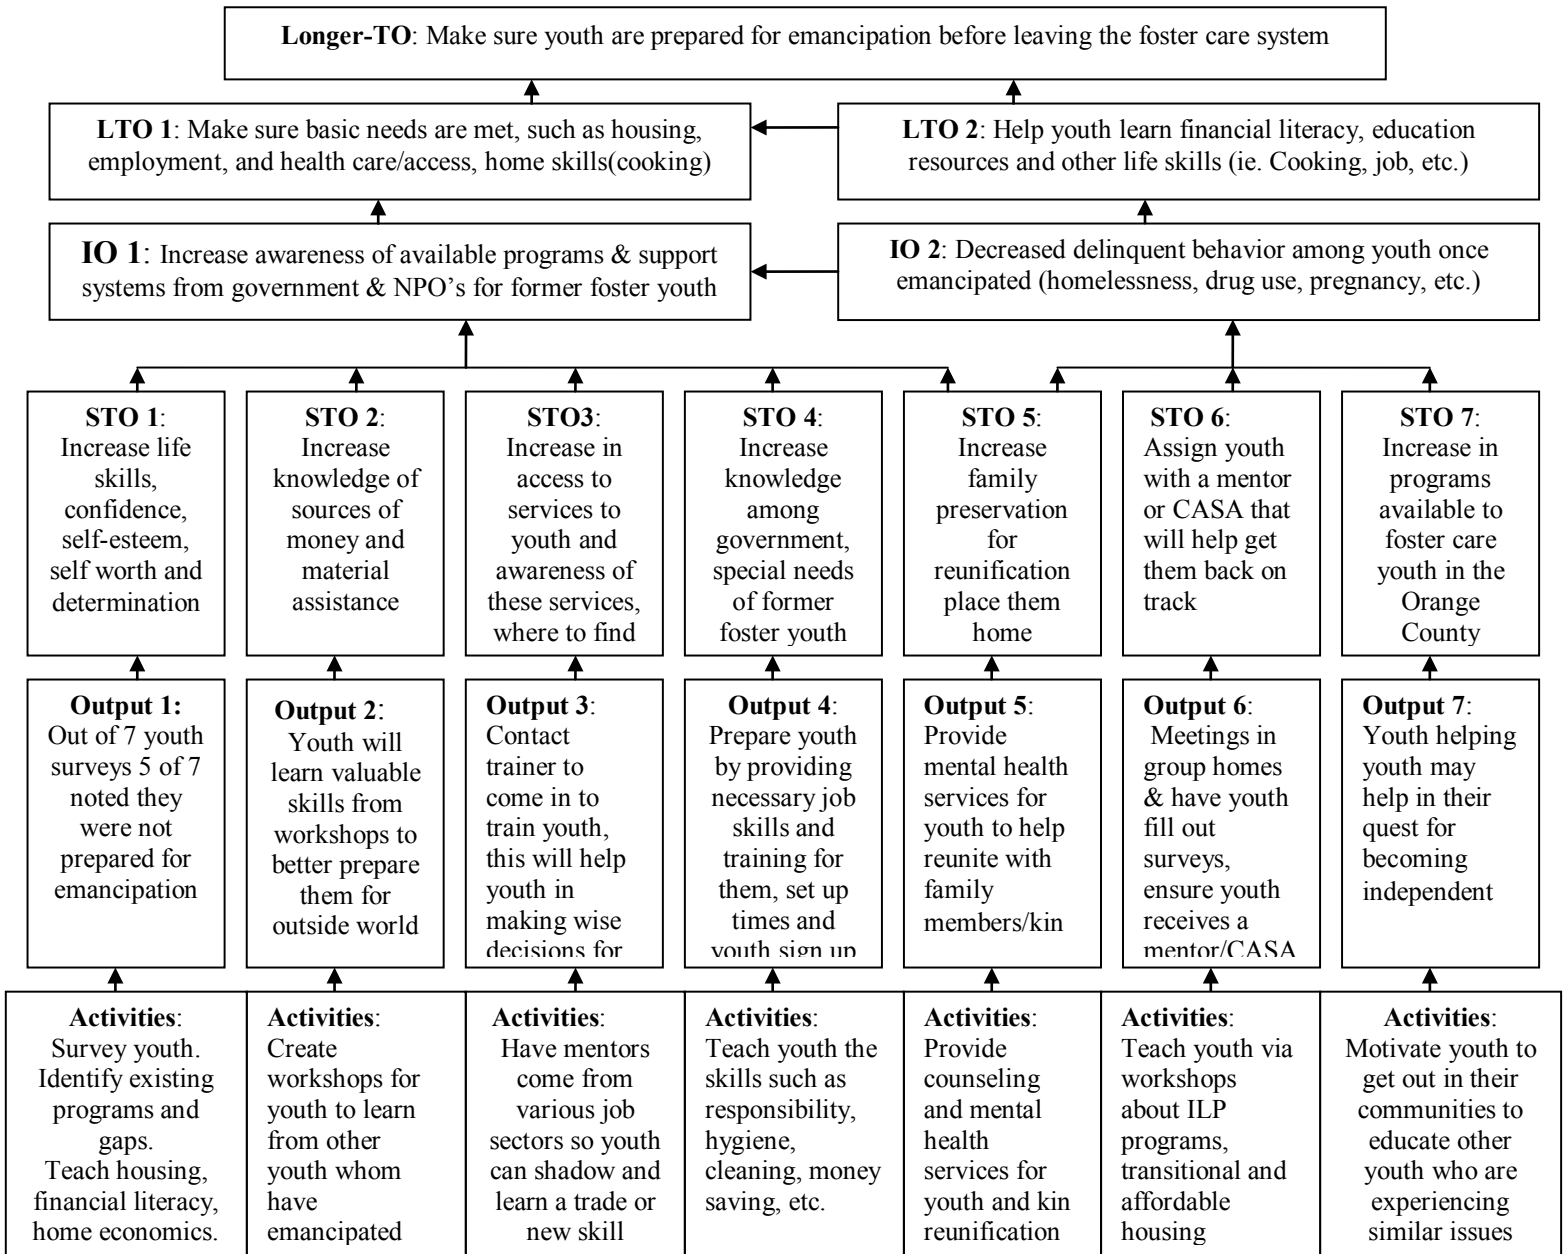 Longer-TO: Make sure youth are prepared for emancipation before leaving the foster care system
LTO 1: Make sure basic needs are met, such as housing,
employment, and health care/access, home skills(cooking)
LTO 2: Help youth learn financial literacy, education
resources and other life skills (ie. Cooking, job, etc.)
IO 1: Increase awareness of available programs & support
systems from government & NPO's for former foster youth
IO 2: Decreased delinquent behavior among youth once
emancipated (homelessness, drug use, pregnancy, etc.)
STO 1:
Increase life
skills,
confidence,
self-esteem,
self worth and
determination
STO 2:
Increase
knowledge of
sources of
money and
material
assistance
STO3:
Increase in
access to
services to
youth and
awareness of
these services,
where to find
STO 4:
Increase
knowledge
among
government,
special needs
of former
foster youth
STO 5:
Increase
family
preservation
for
reunification
place them
home
STO 6:
Assign youth
with a mentor
or CASA that
will help get
them back on
track
STO 7:
Increase in
programs
available to
foster care
youth in the
Orange
County
Output 1:
Out of 7 youth
surveys 5 of 7
noted they
were not
prepared for
emancipation
Output 2:
Youth will
learn valuable
skills from
workshops to
better prepare
them for
outside world
Output 3:
Contact
trainer to
come in to
train youth,
this will help
youth in
making wise
decisions for
Output 4:
Prepare youth
by providing
necessary job
skills and
training for
them, set up
times and
youth sign up
Output 5:
Provide
mental health
services for
youth to help
reunite with
family
members/kin
Output 6:
Meetings in
group homes
& have youth
fill out
surveys,
ensure youth
receives a
mentor/CASA
Output 7:
Youth helping
youth may
help in their
quest for
becoming
independent
Activities:
Survey youth.
Identify existing
programs and
gaps.
Teach housing,
financial literacy,
home economics.
Activities:
Create
workshops for
youth to learn
from other
youth whom
have
emancipated
Activities:
Have mentors
come from
various job
sectors so youth
can shadow and
learn a trade or
new skill
Activities:
Teach youth the
skills such as
responsibility,
hygiene,
cleaning, money
saving, etc.
Activities:
Provide
counseling
and mental
health
services for
youth and kin
reunification
Activities:
Teach youth via
workshops
about ILP
programs,
transitional and
affordable
housing
Activities:
Motivate youth to
get out in their
communities to
educate other
youth who are
experiencing
similar issues